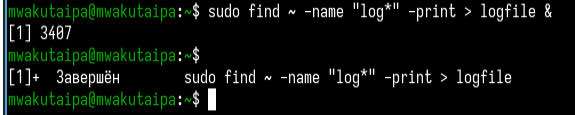 mwakutaipa@mwakutaipa:~$ sudo find ~ -name "log*" -print > logfile &
[1] 3407
mwakutaipa@mwakutaipa:~$
[1]+  Завершён        sudo find ~ -name "log*" -print > logfile
mwakutaipa@mwakutaipa:~$